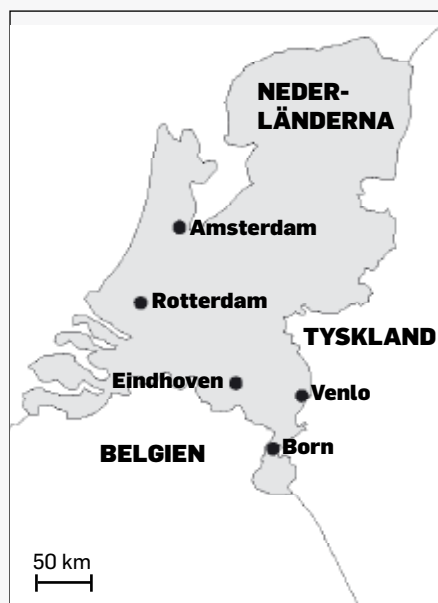 NEDER-
LÄNDERNA
Amsterdam
Rotterdam
TYSKLAND
Eindhoven
Venlo
BELGIEN
Born
50 km